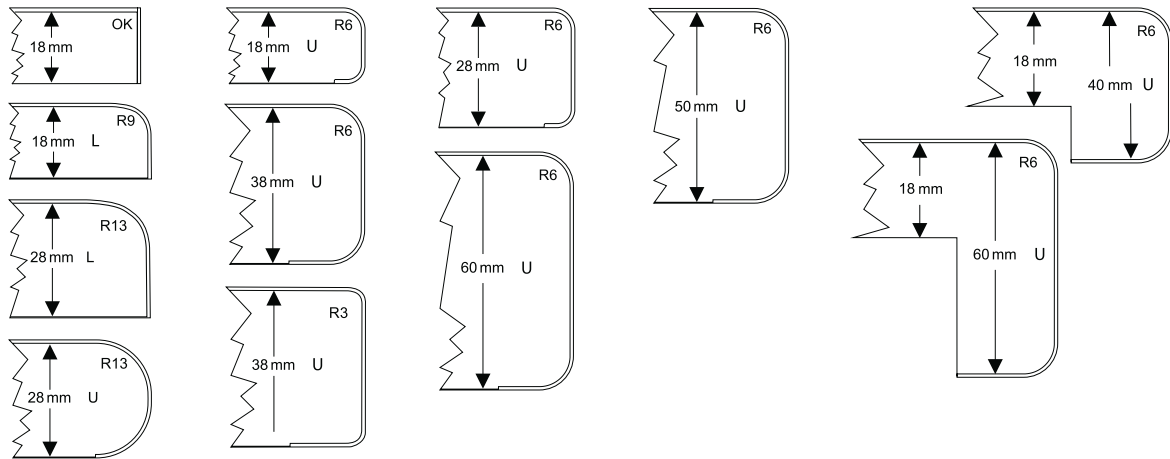 OK
18 mm
R9
18 mm L
R13
28 mm L
R13
28 mm U
R6
18 mm U
R6
38 mm U
R3
38 mm U
R6
28 mm U
R6
60 mm U
R6
50 mm U
R6
18 mm
40 mm U
R6
18 mm
60 mm U